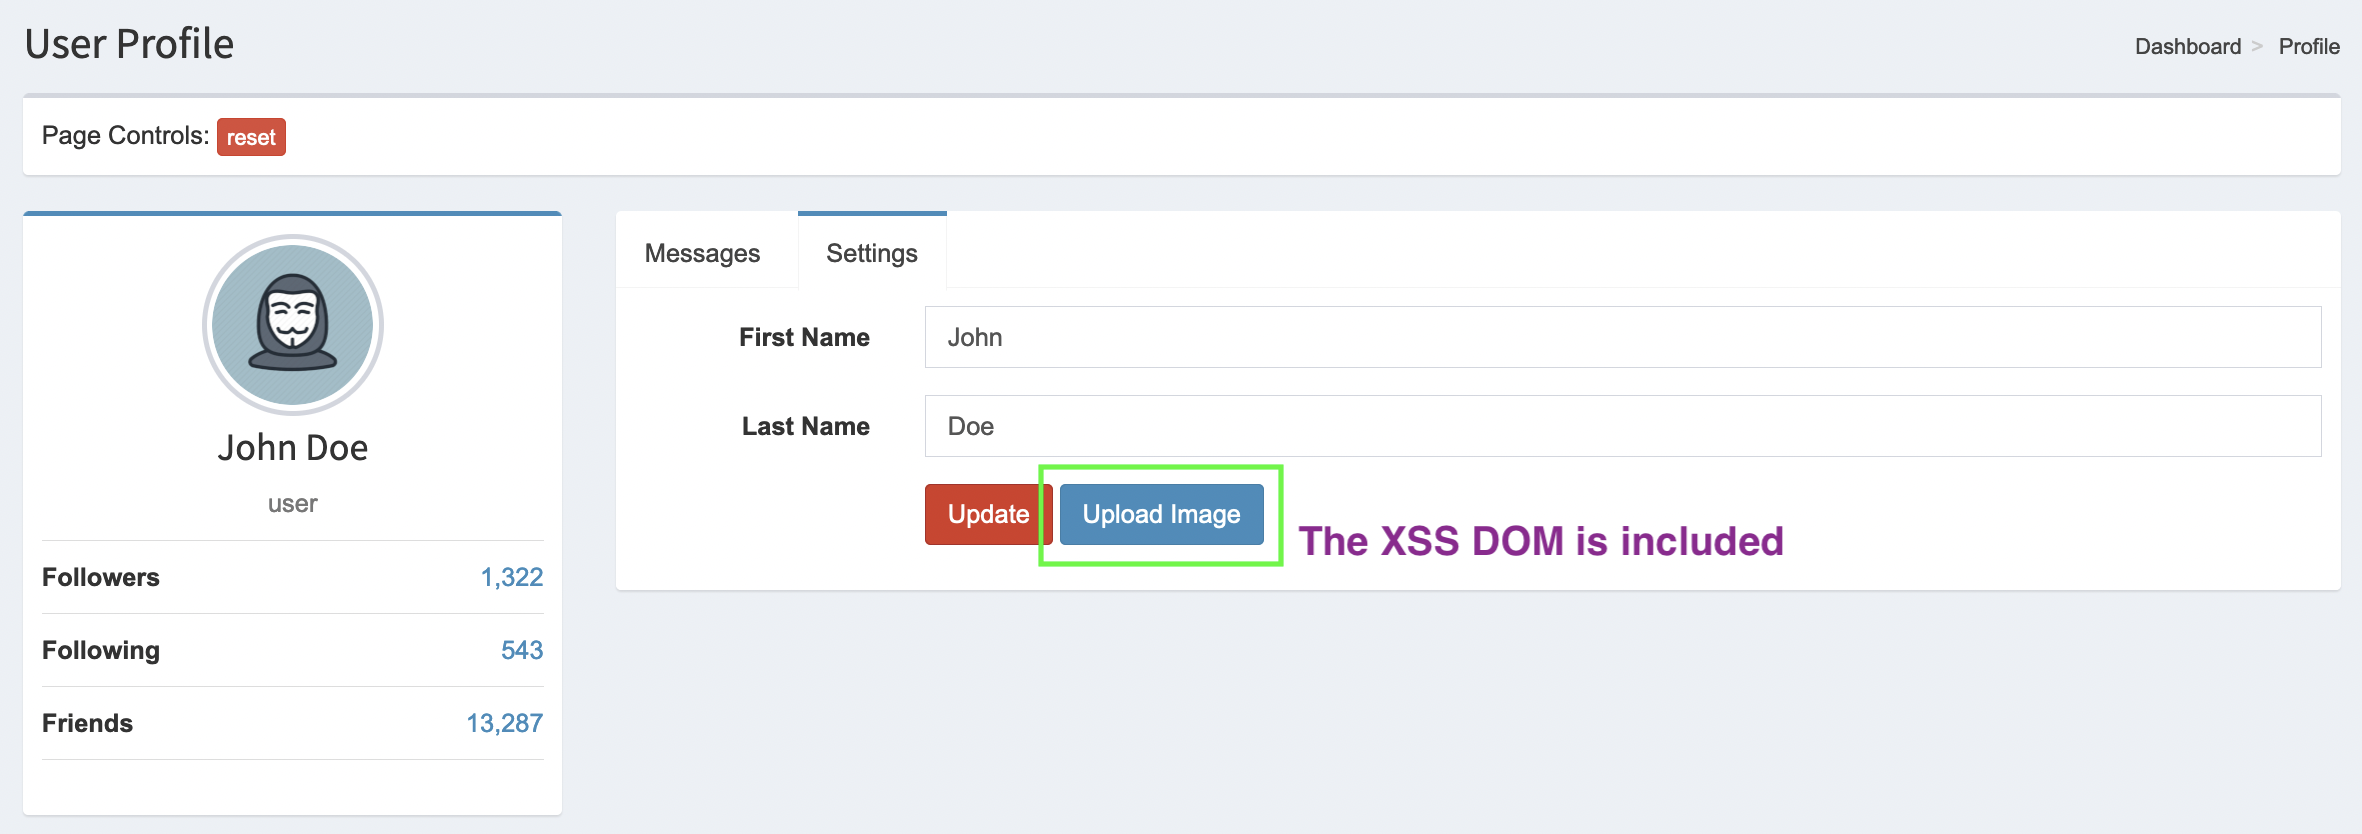 User Profile
Dashboard > Profile
Page Controls: reset
John Doe
user
Followers 1,322
Following 543
Friends 13,287
Messages Settings
First Name John
Last Name Doe
Update Upload Image
The XSS DOM is included